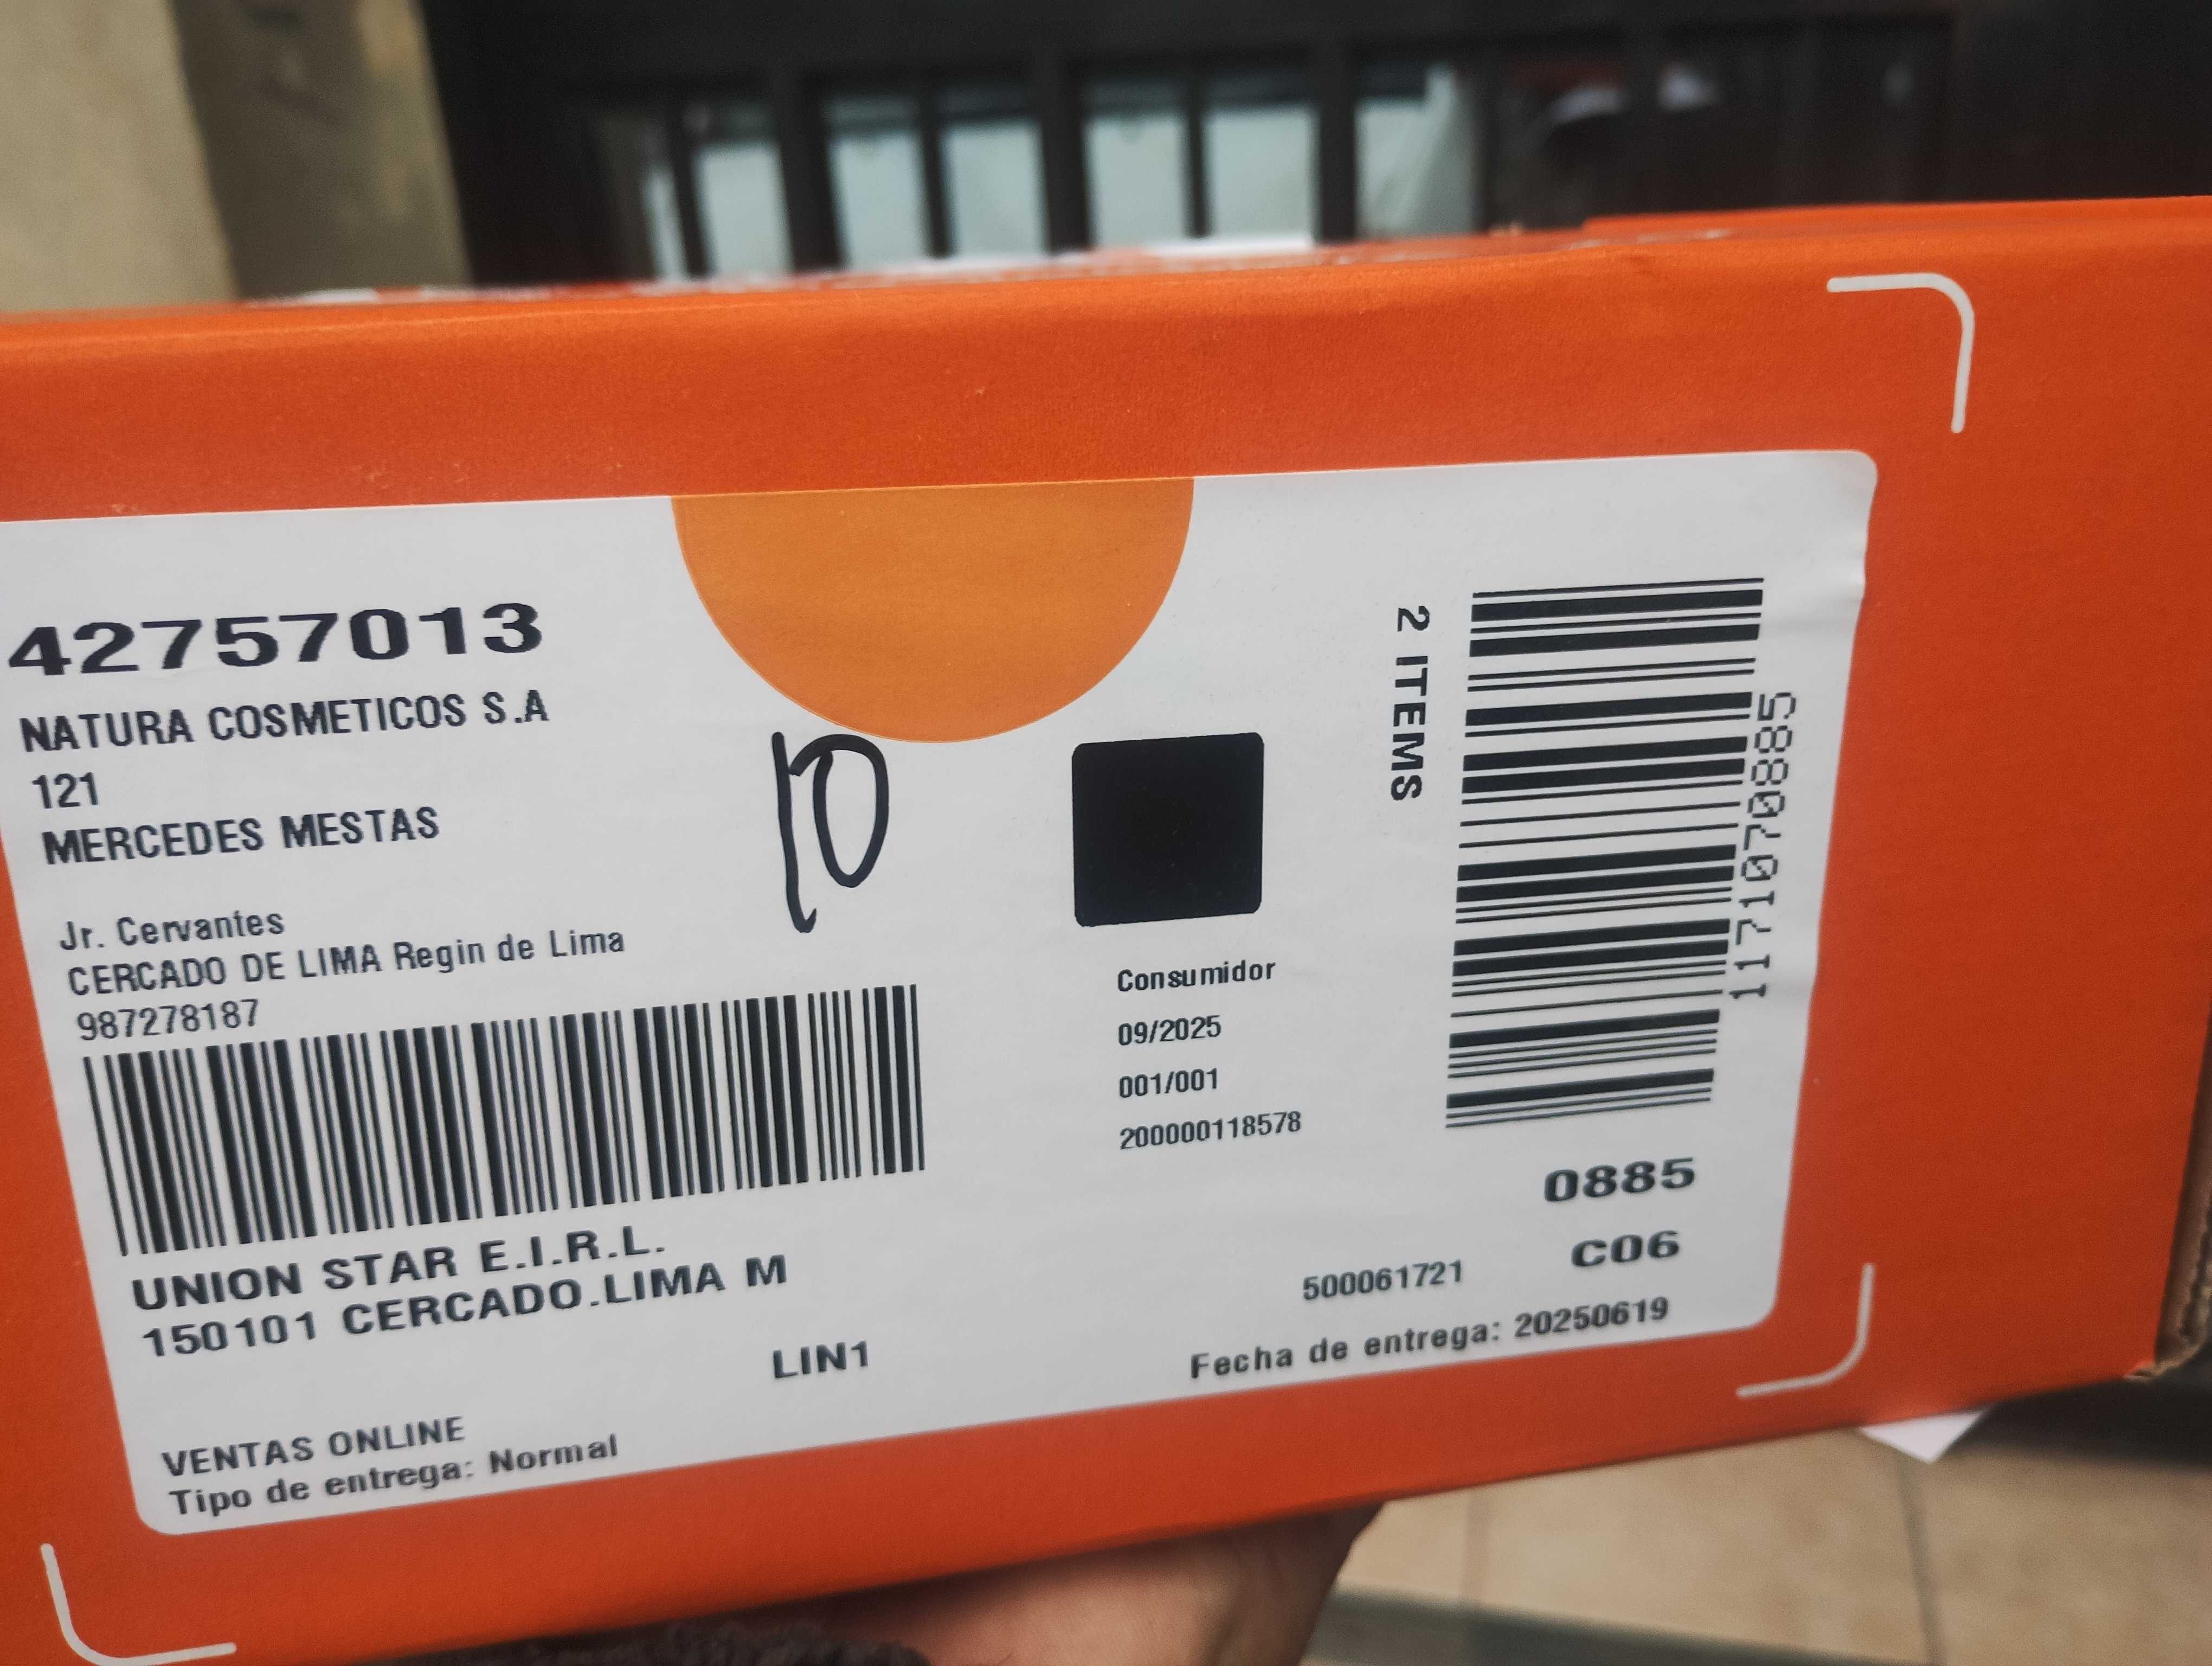 42757013
NATURA COSMETICOS S.A
121
MERCEDES MESTAS
Jr. Cervantes
CERCADO DE LIMA Regin de Lima
987278187
UNION STAR E.I.R.L.
150101 CERCADO.LIMA M
LIN1
VENTAS ONLINE
Tipo de entrega: Normal
10
Consumidor
09/2025
001/001
200000118578
2 ITEMS
1171070885
0885
C06
500061721
Fecha de entrega: 20250619